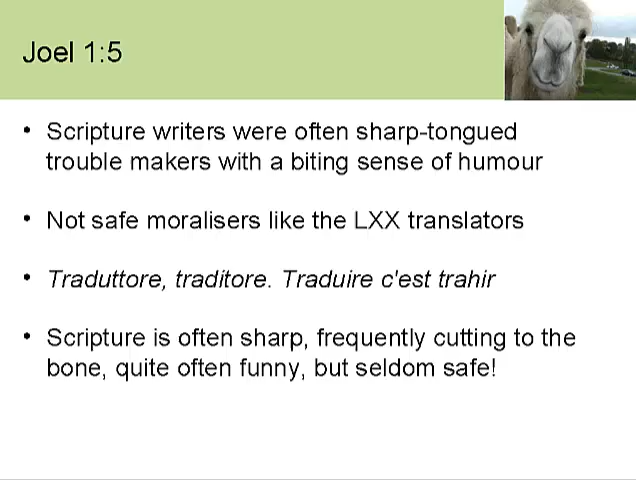 Joel 1:5
• Scripture writers were often sharp-tongued
trouble makers with a biting sense of humour
• Not safe moralisers like the LXX translators
• Traduttore, traditore. Traduire c'est trahir
• Scripture is often sharp, frequently cutting to the
bone, quite often funny, but seldom safe!